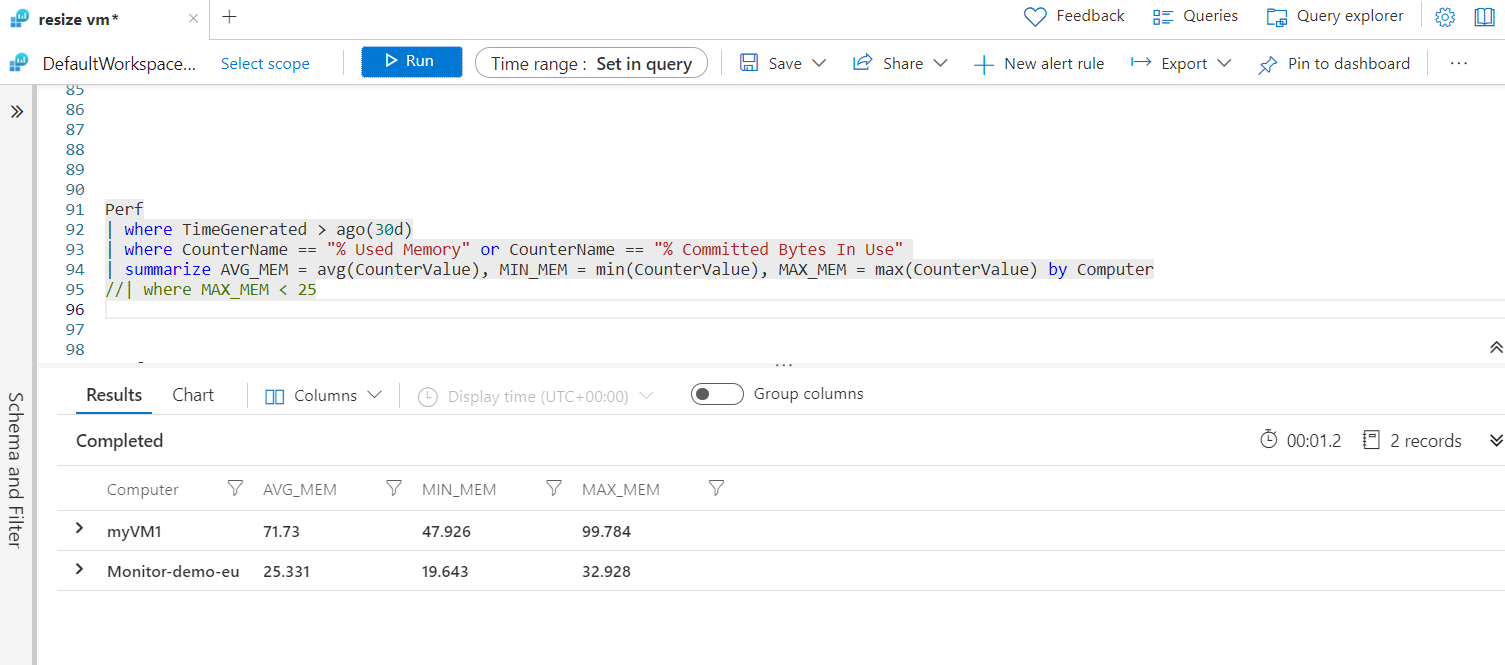 resize vm*
Feedback
Queries
Query explorer
DefaultWorkspace...
Select scope
Run
Time range : Set in query
Save
Share
New alert rule
Export
Pin to dashboard
...
85
86
87
88
89
90
91 Perf
92 | where TimeGenerated > ago(30d)
93 | where CounterName == "% Used Memory" or CounterName == "% Committed Bytes In Use"
94 | summarize AVG_MEM = avg(CounterValue), MIN_MEM = min(CounterValue), MAX_MEM = max(CounterValue) by Computer
95 //| where MAX_MEM < 25
96
97
98
Schema and Filter
Results
Chart
Columns
Display time (UTC+00:00)
Group columns
Completed
00:01.2
2 records
Computer AVG_MEM MIN_MEM MAX_MEM
myVM1 71.73 47.926 99.784
Monitor-demo-eu 25.331 19.643 32.928